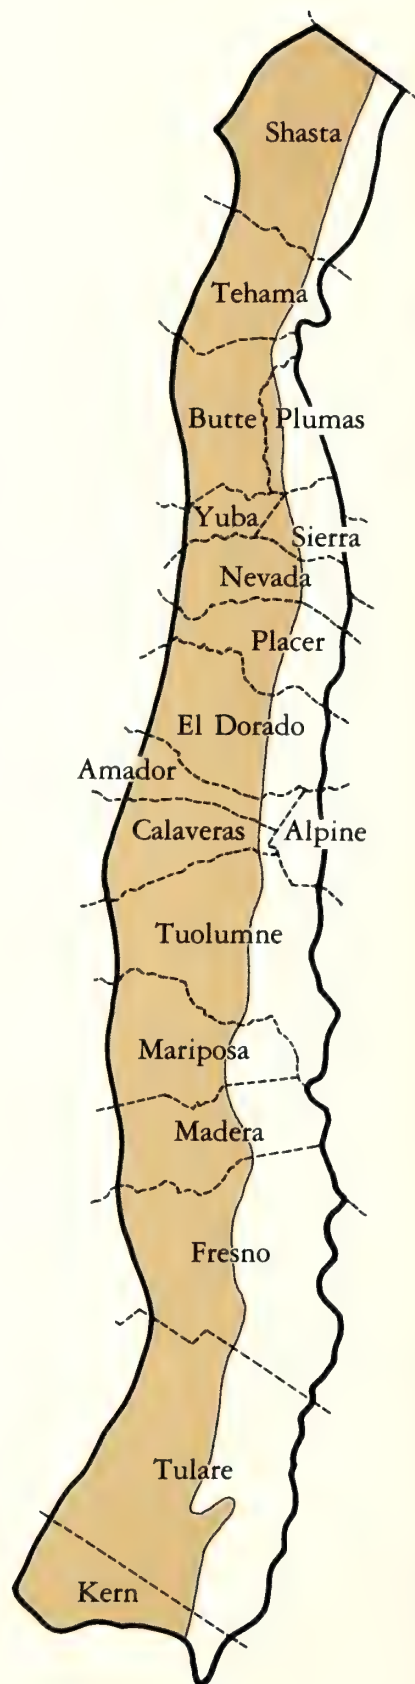 Shasta
Tehama
Butte Plumas
Yuba
Sierra
Nevada
Placer
El Dorado
Amador
Calaveras Alpine
Tuolumne
Mariposa
Madera
Fresno
Tulare
Kern